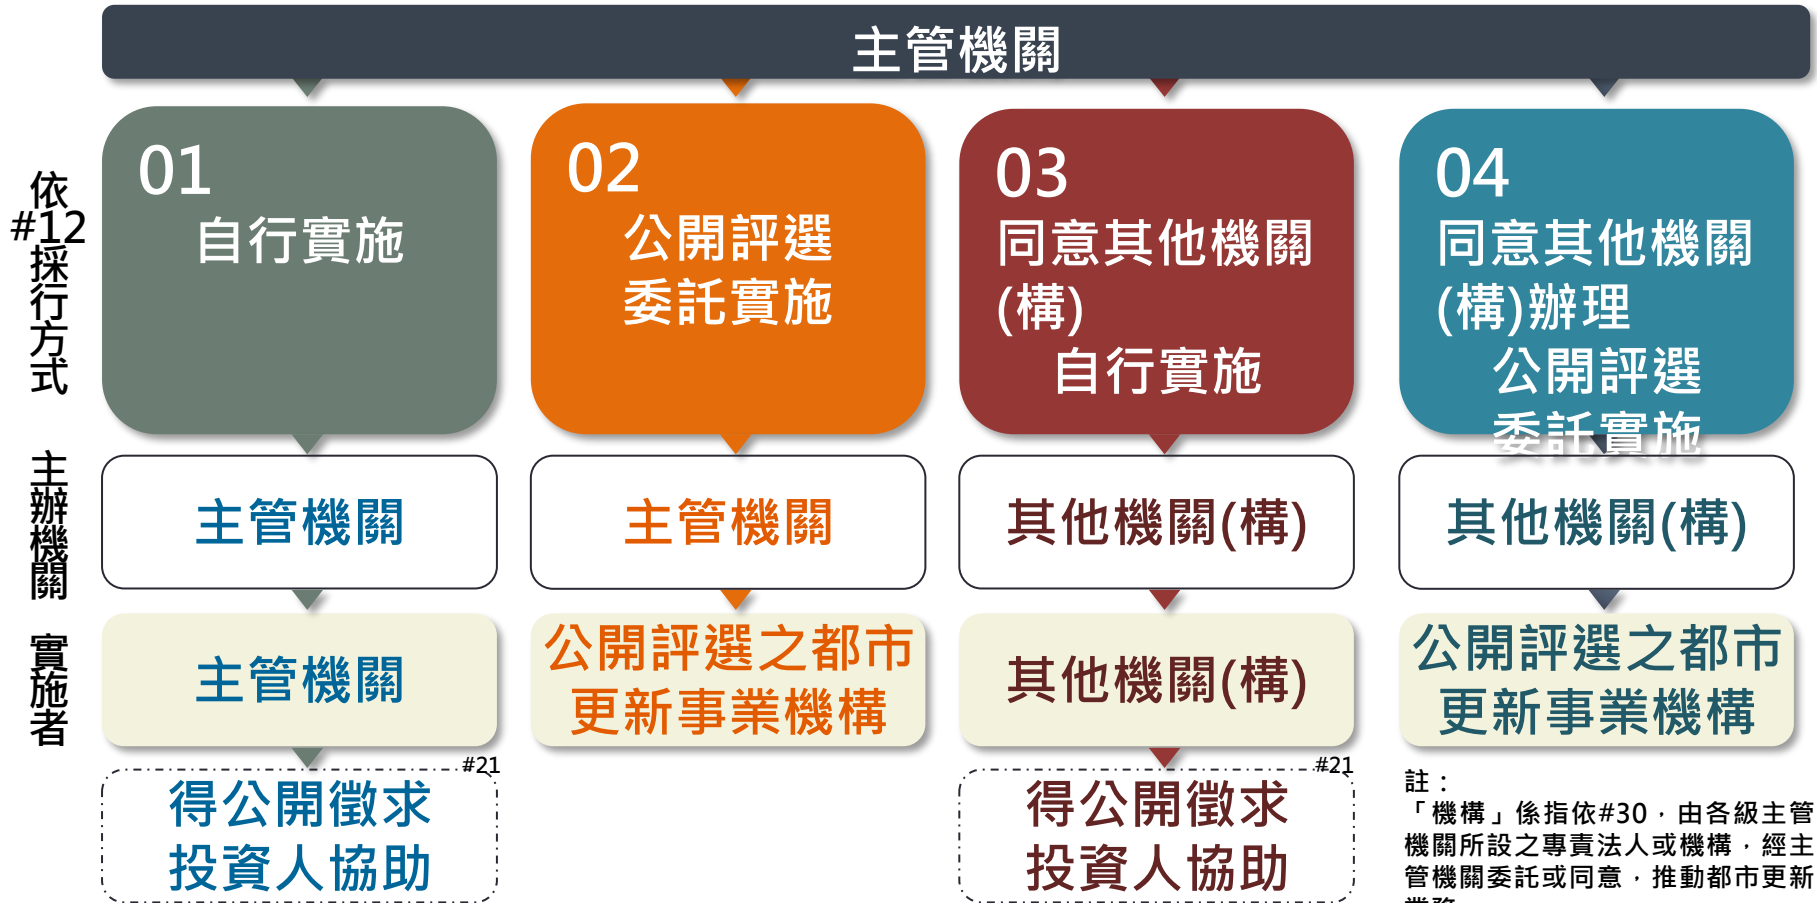 主管機關
依#12採行方式
01
自行實施
02
公開評選
委託實施
03
同意其他機關
(構)
自行實施
04
同意其他機關
(構)辦理
公開評選
委託實施
主辦機關
主管機關
主管機關
其他機關(構)
其他機關(構)
實施者
主管機關
公開評選之都市
更新事業機構
其他機關(構)
公開評選之都市
更新事業機構
#21
得公開徵求
投資人協助
#21
得公開徵求
投資人協助
註：
「機構」係指依#30，由各級主管
機關所設之專責法人或機構，經主
管機關委託或同意，推動都市更新